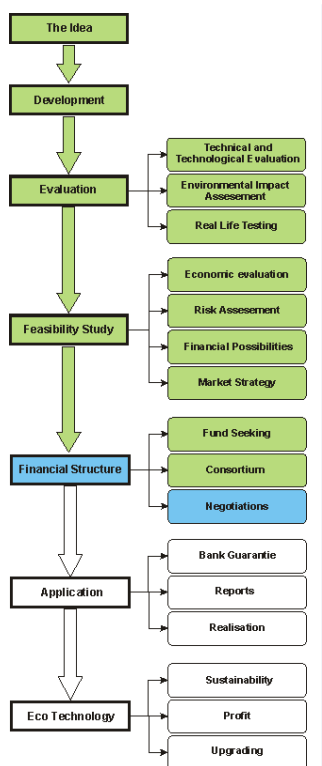 The Idea
Development
Evaluation
Technical and
Technological Evaluation
Environmental Impact
Assesement
Real Life Testing
Feasibility Study
Economic evaluation
Risk Assesement
Financial Possibilities
Market Strategy
Financial Structure
Fund Seeking
Consortium
Negotiations
Application
Bank Guarantie
Reports
Realisation
Eco Technology
Sustainability
Profit
Upgrading